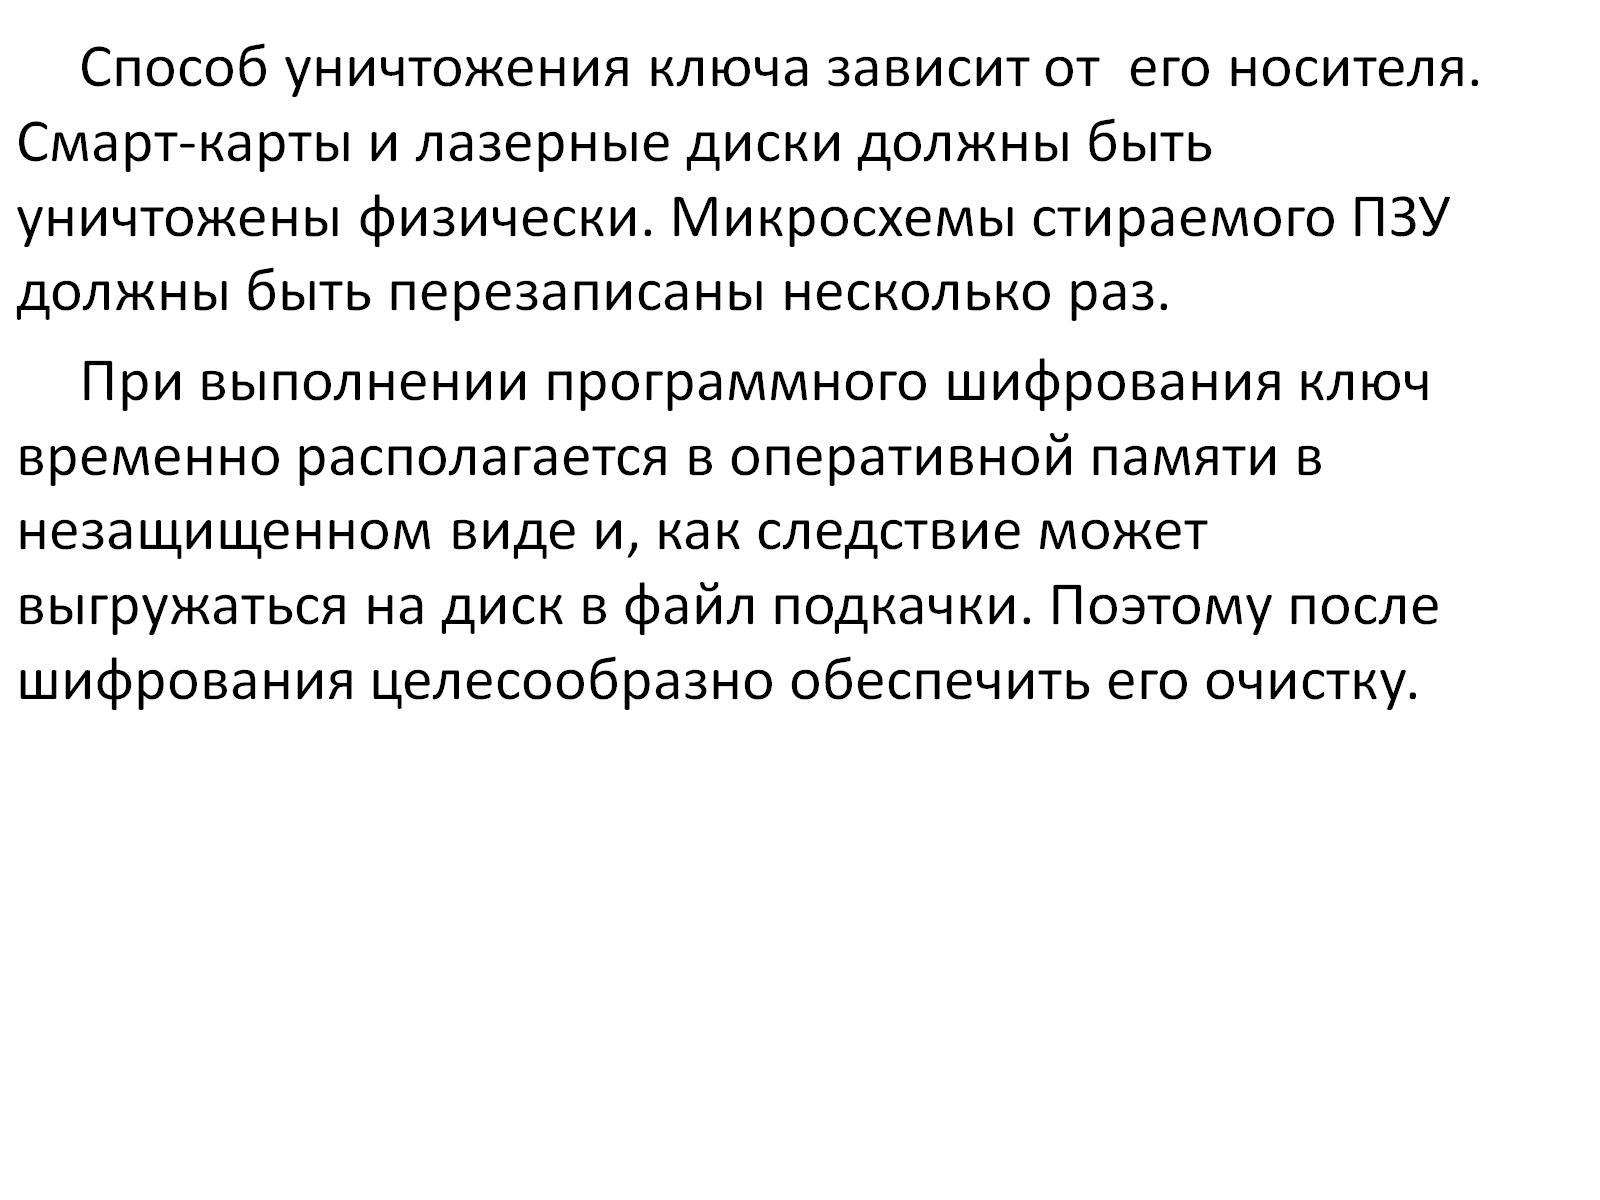 Способ уничтожения ключа зависит от  его носителя.
Смарт-карты и лазерные диски должны быть
уничтожены физически. Микросхемы стираемого ПЗУ
должны быть перезаписаны несколько раз.
При выполнении программного шифрования ключ
временно располагается в оперативной памяти в
незащищенном виде и, как следствие может
выгружаться на диск в файл подкачки. Поэтому после
шифрования целесообразно обеспечить его очистку.